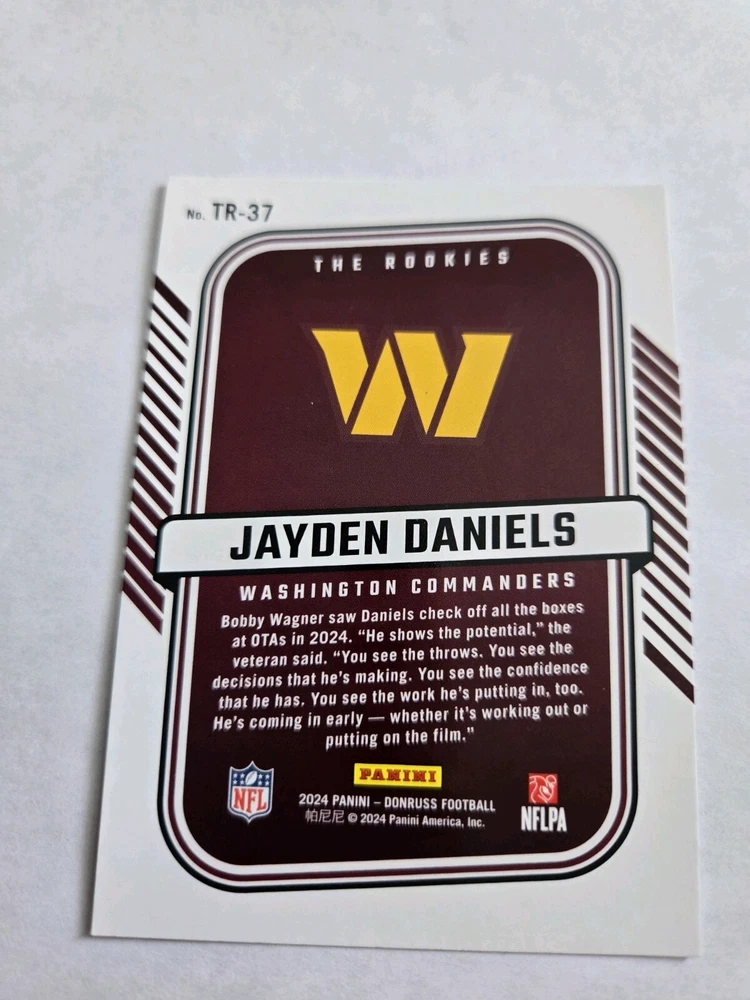 No. TR-37
THE ROOKIES
W
JAYDEN DANIELS
WASHINGTON COMMANDERS
Bobby Wagner saw Daniels check off all the boxes
at OTAs in 2024. “He shows the potential,” the
veteran said. “You see the throws. You see the
decisions that he's making. You see the confidence
that he has. You see the work he's putting in, too.
He's coming in early — whether it's working out or
putting on the film.”
PANINI
NFL
2024 PANINI – DONRUSS FOOTBALL
帕尼尼 © 2024 Panini America, Inc.
NFLPA